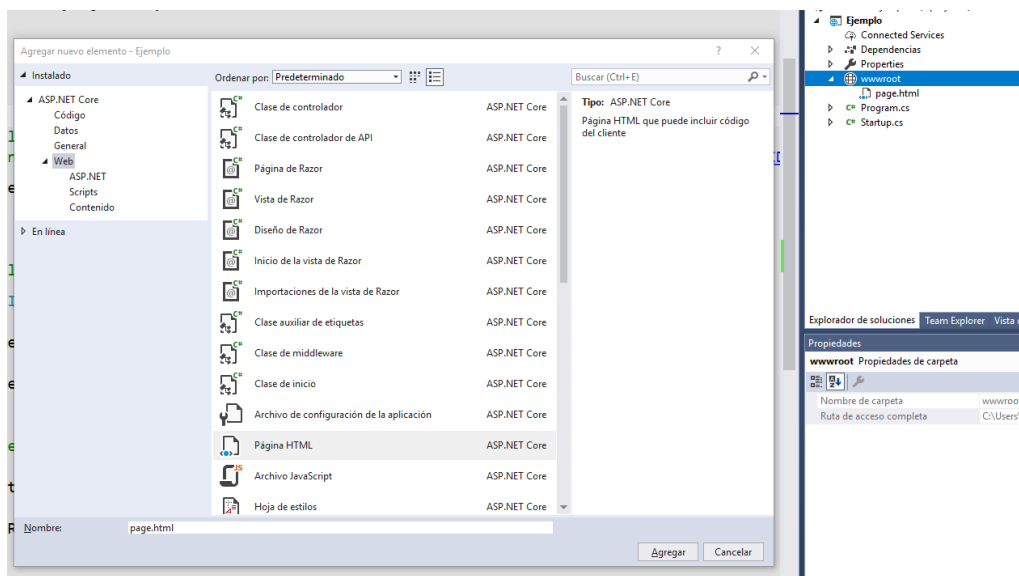 Agregar nuevo elemento - Ejemplo
? ×
Instalado
ASP.NET Core
Código
Datos
General
Web
ASP.NET
Scripts
Contenido
En línea
Ordenar por: Predeterminado
Buscar (Ctrl+E)
Clase de controlador ASP.NET Core
Clase de controlador de API ASP.NET Core
Página de Razor ASP.NET Core
Vista de Razor ASP.NET Core
Diseño de Razor ASP.NET Core
Inicio de la vista de Razor ASP.NET Core
Importaciones de la vista de Razor ASP.NET Core
Clase auxiliar de etiquetas ASP.NET Core
Clase de middleware ASP.NET Core
Clase de inicio ASP.NET Core
Archivo de configuración de la aplicación ASP.NET Core
Página HTML ASP.NET Core
Archivo JavaScript ASP.NET Core
Hoja de estilos ASP.NET Core
Tipo: ASP.NET Core
Página HTML que puede incluir código
del cliente
Nombre: page.html
Agregar Cancelar
Ejemplo
Connected Services
Dependencias
Properties
wwwroot
page.html
C# Program.cs
C# Startup.cs
Explorador de soluciones Team Explorer Vista
Propiedades
wwwroot Propiedades de carpeta
Nombre de carpeta wwwroo
Ruta de acceso completa C:\Users\